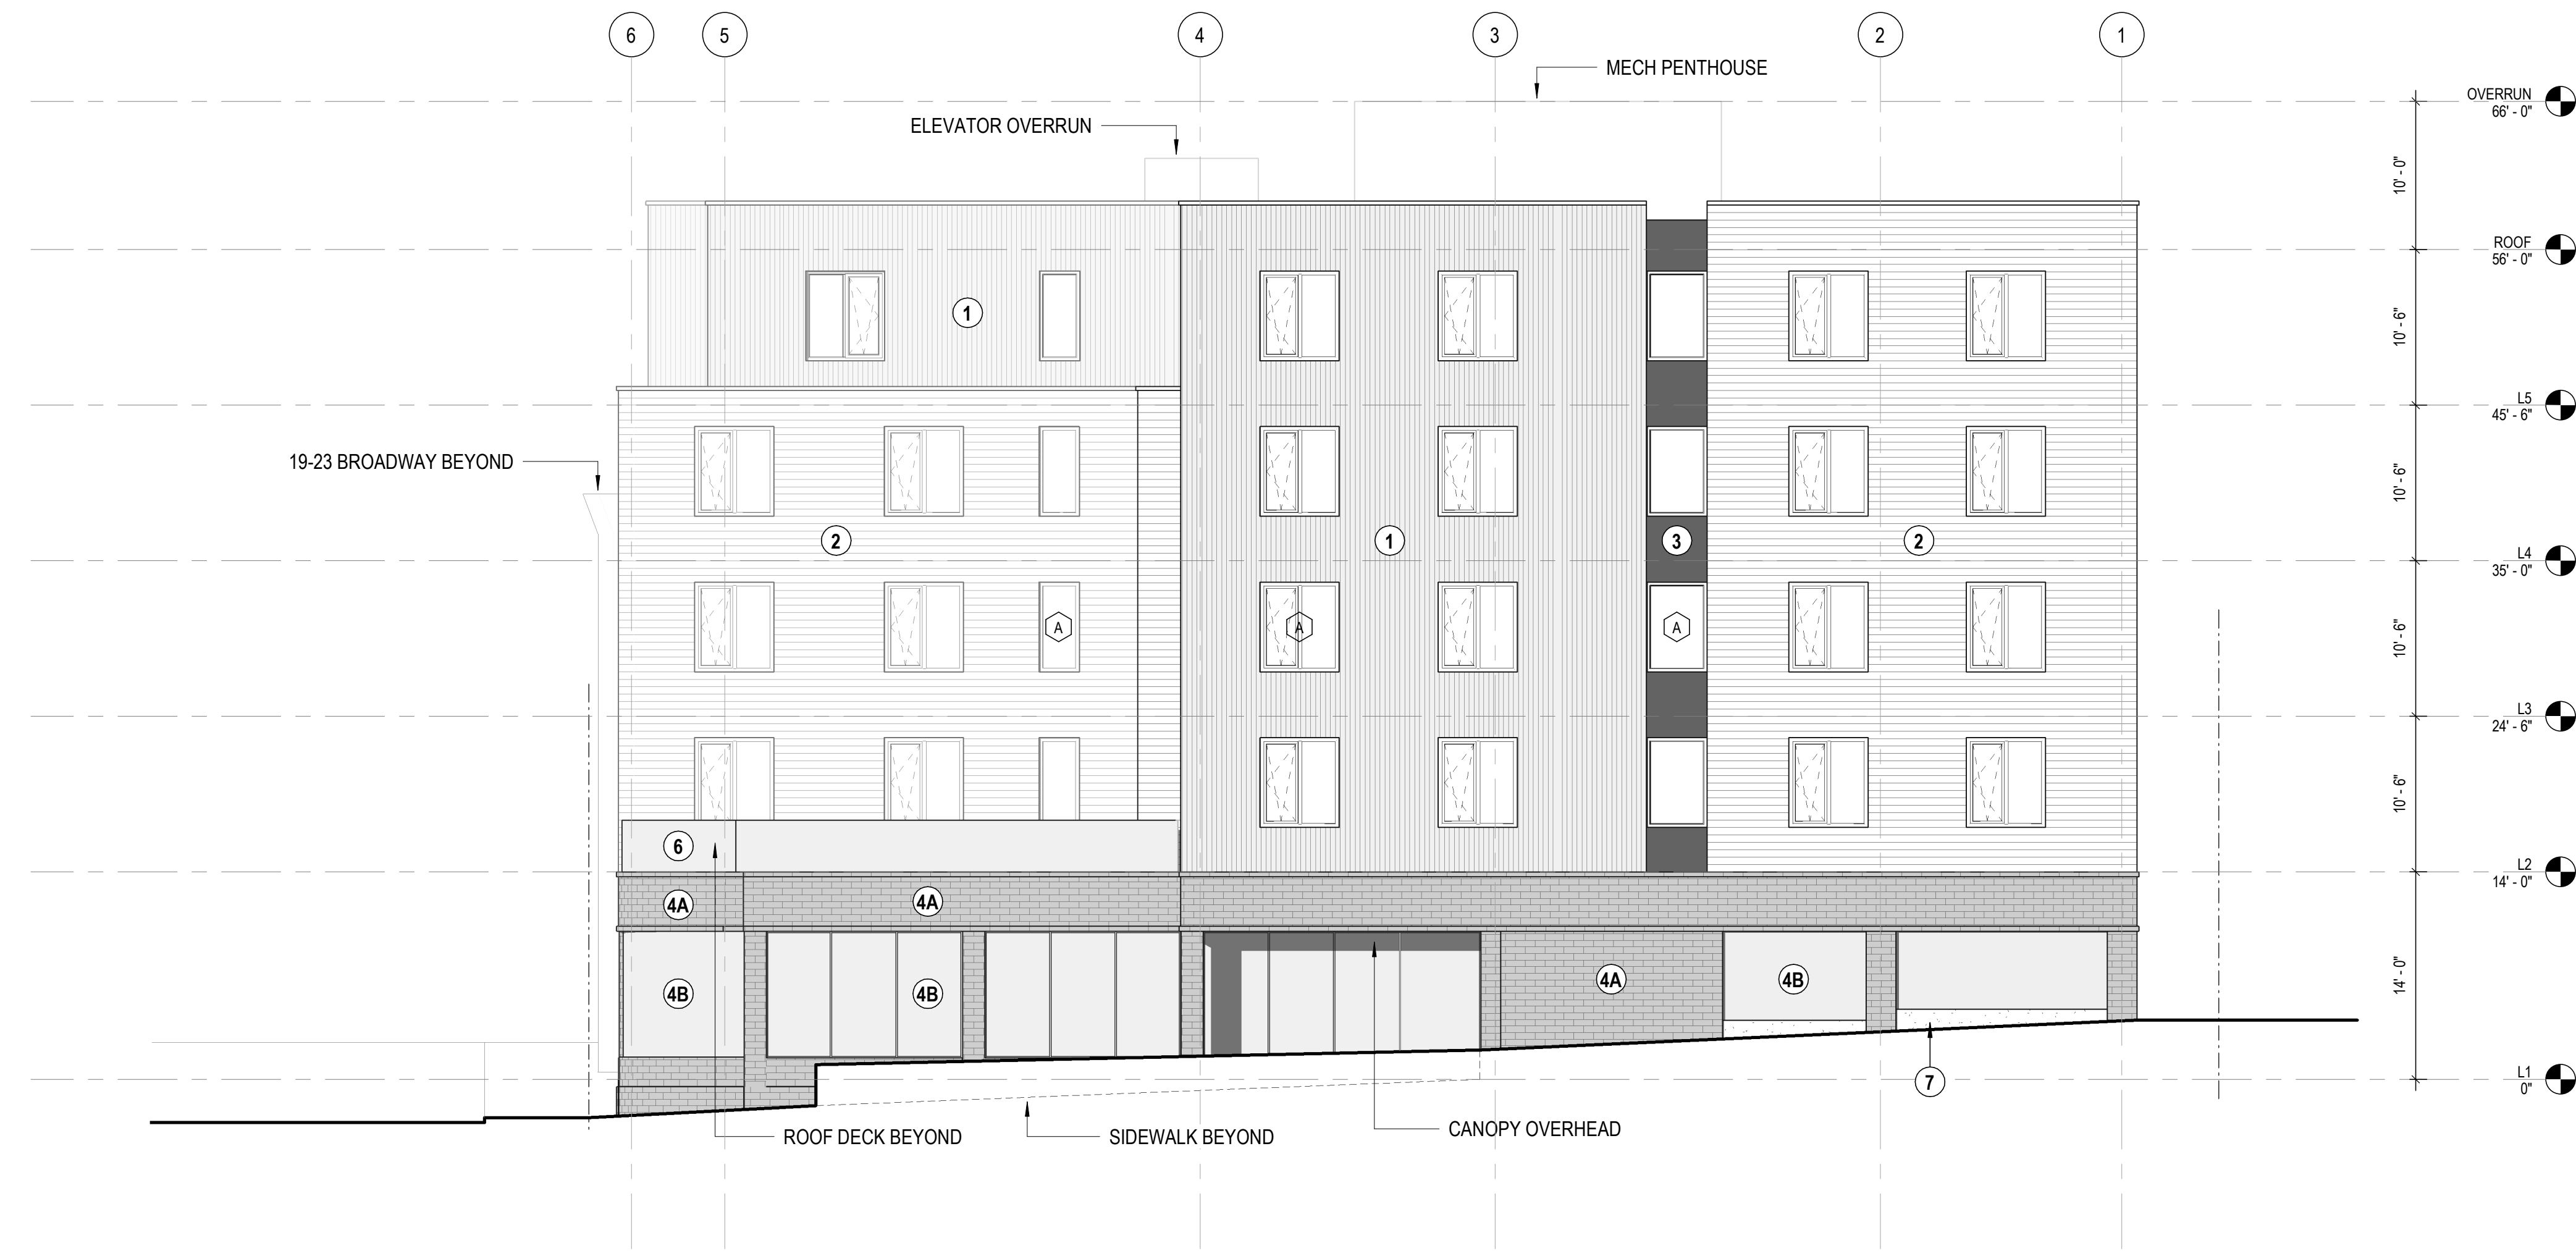 6 5 4 3 2 1
MECH PENTHOUSE
OVERRUN
66' - 0"
ELEVATOR OVERRUN
10' - 0"
ROOF
56' - 0"
1
10' - 6"
L5
45' - 6"
19-23 BROADWAY BEYOND
10' - 6"
2 1 3 2
L4
35' - 0"
A A A
10' - 6"
L3
24' - 6"
10' - 6"
6
L2
14' - 0"
4A 4A
4B 4B 4A 4B
14' - 0"
7
L1
0"
ROOF DECK BEYOND
SIDEWALK BEYOND
CANOPY OVERHEAD